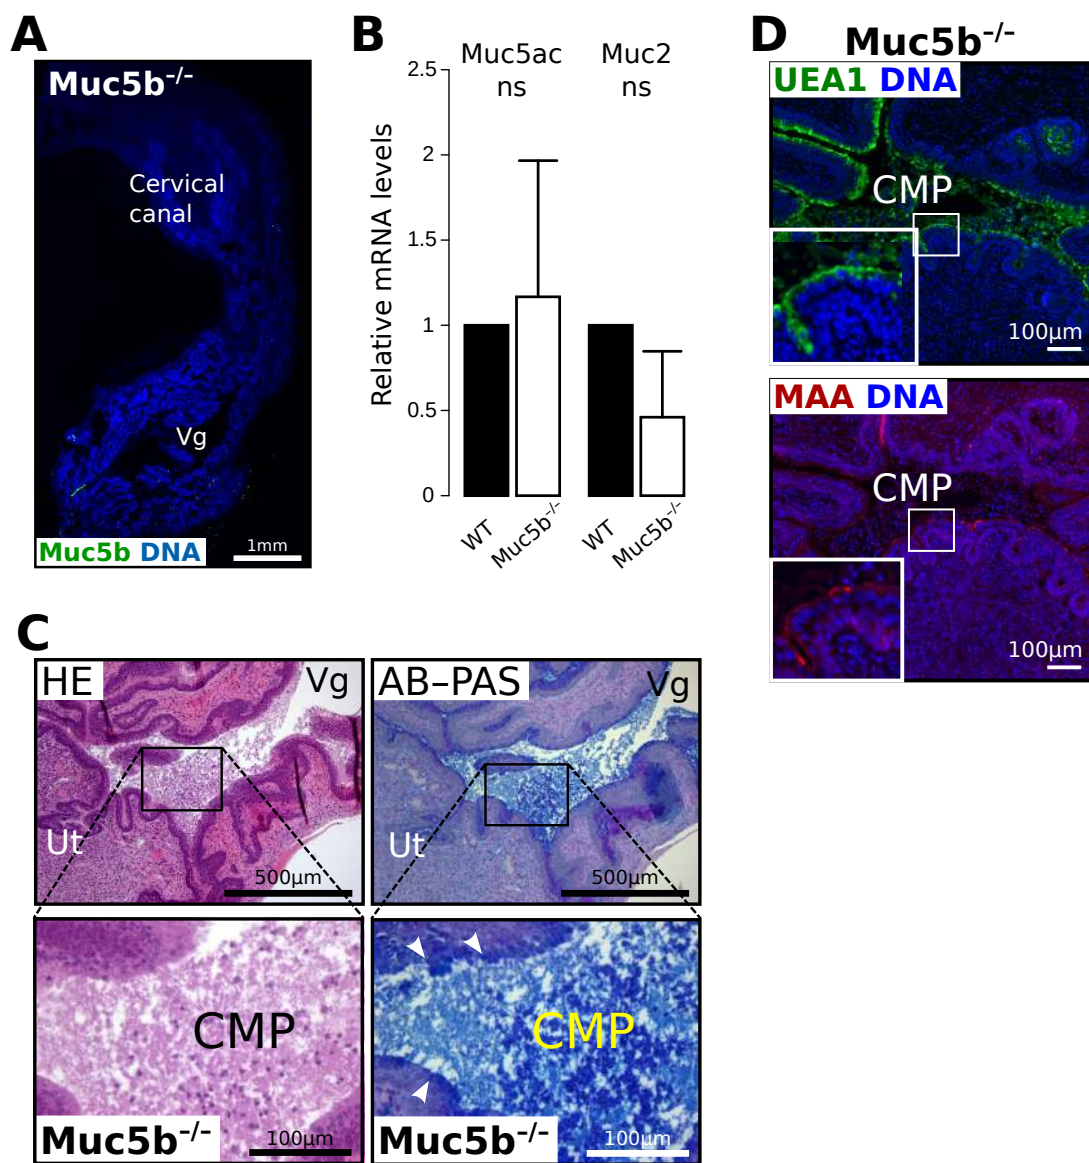 A
Muc5b-/-
Cervical
canal
Vg
Muc5b DNA
1mm
B
Muc5ac
ns
Muc2
ns
Relative mRNA levels
2.5
2
1.5
1
0.5
0
WT
Muc5b-/-
WT
Muc5b-/-
C
HE
Vg
Ut
500µm
AB–PAS
Vg
Ut
500µm
CMP
Muc5b-/-
100µm
CMP
Muc5b-/-
100µm
D
Muc5b-/-
UEA1 DNA
CMP
100µm
MAA DNA
CMP
100µm